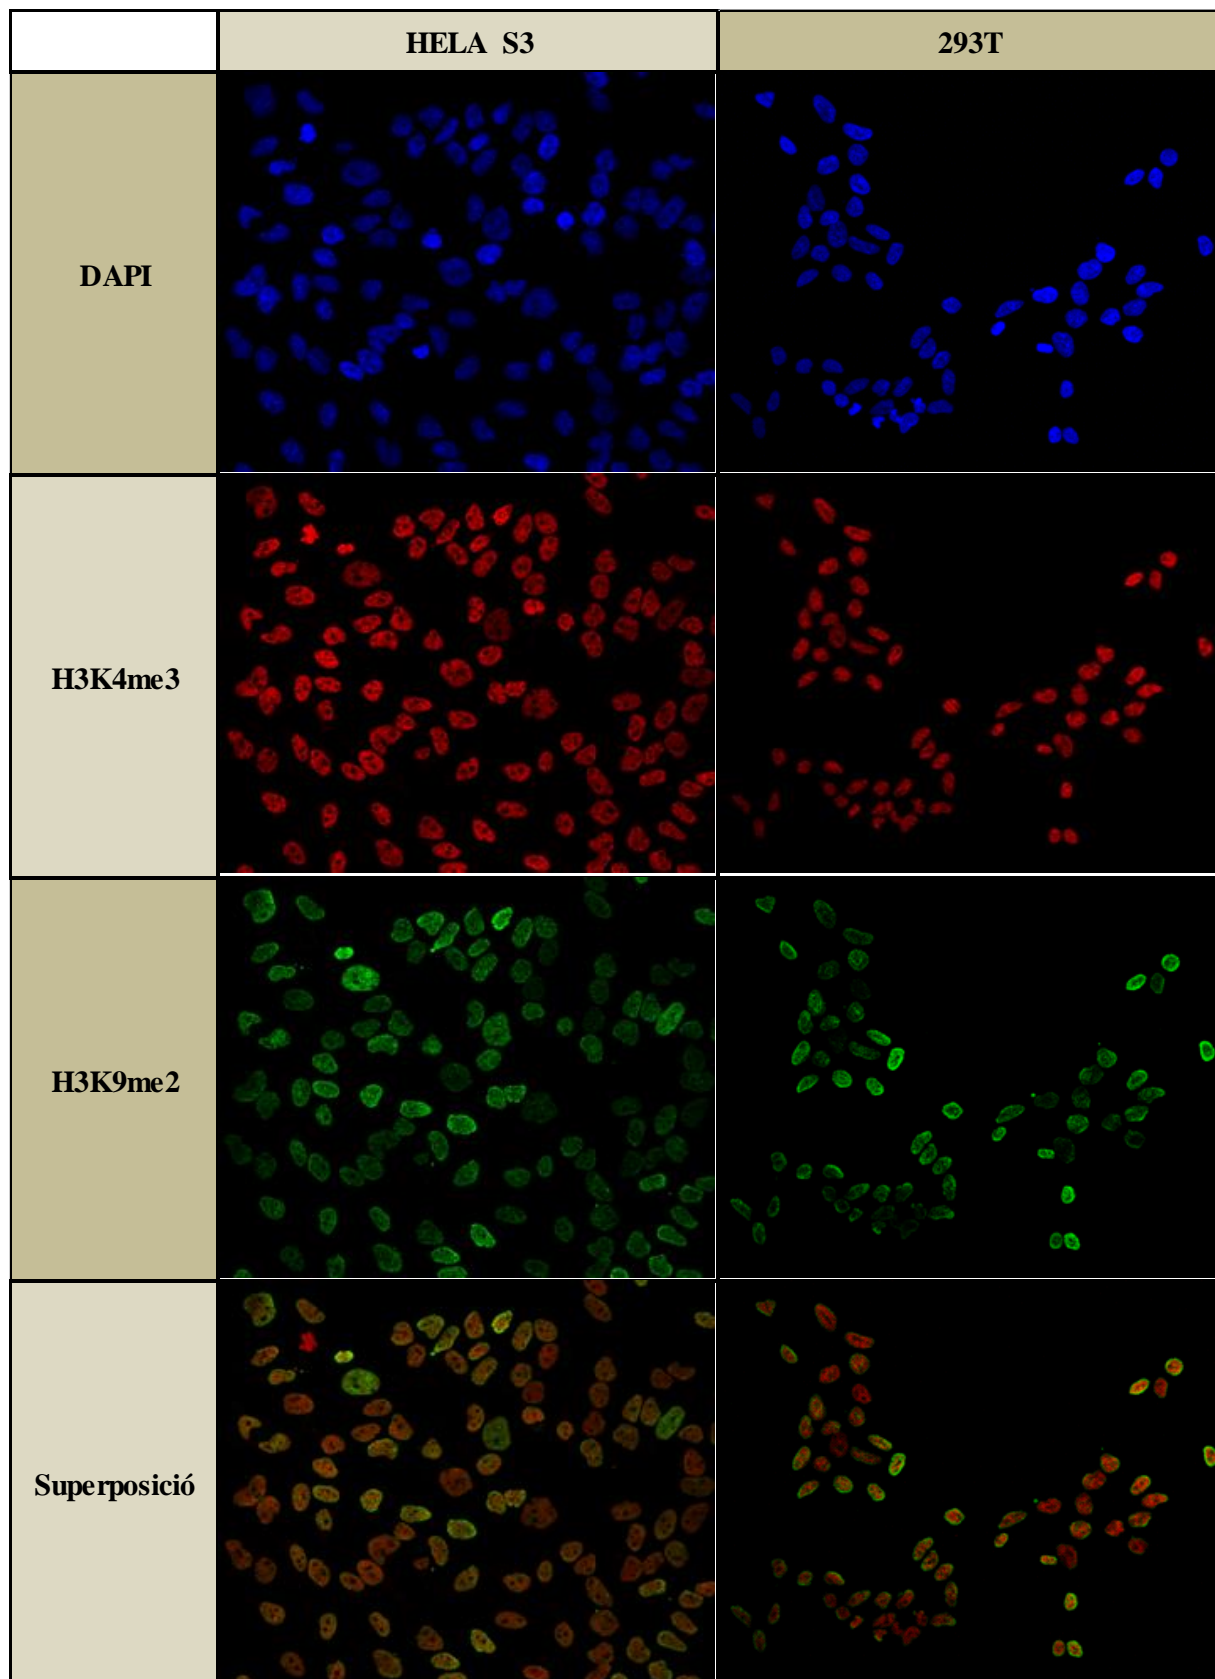 HELA S3
293T
DAPI
H3K4me3
H3K9me2
Superposició